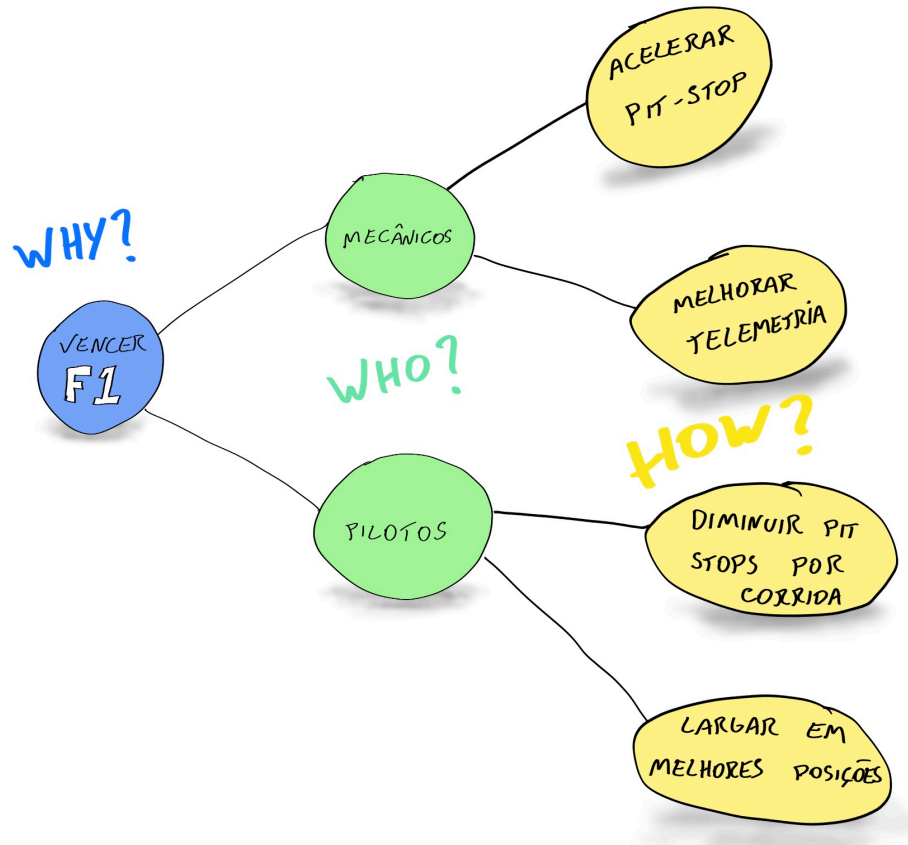 ACELERAR
PIT-STOP
WHY?
MECÂNICOS
MELHORAR
TELEMETRIA
VENCER
F1
WHO?
HOW?
PILOTOS
DIMINUIR PIT
STOPS POR
CORRIDA
LARGAR EM
MELHORES POSIÇÕES